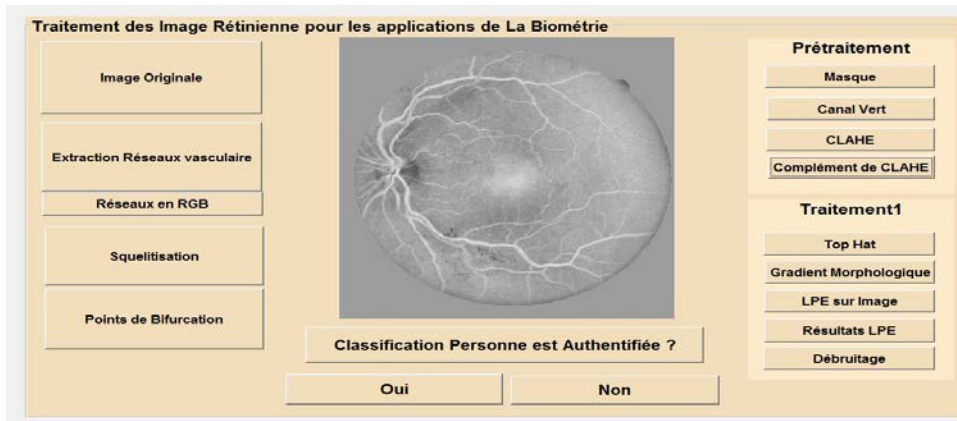 Traitement des Image Rétinienne pour les applications de La Biométrie
Image Originale
Extraction Réseaux vasculaire
Réseaux en RGB
Squelitisation
Points de Bifurcation
Classification Personne est Authentifiée ?
Oui
Non
Prétraitement
Masque
Canal Vert
CLAHE
Complément de CLAHE
Traitement1
Top Hat
Gradient Morphologique
LPE sur Image
Résultats LPE
Débruitage